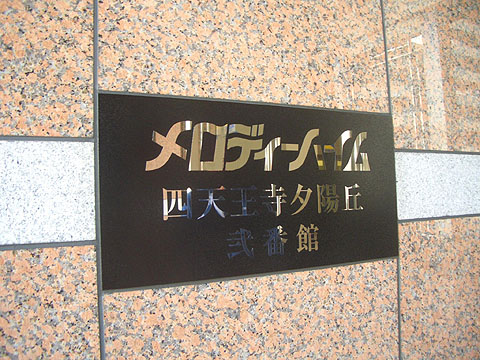 メロディーハイム
四天王寺夕陽丘
弐番館